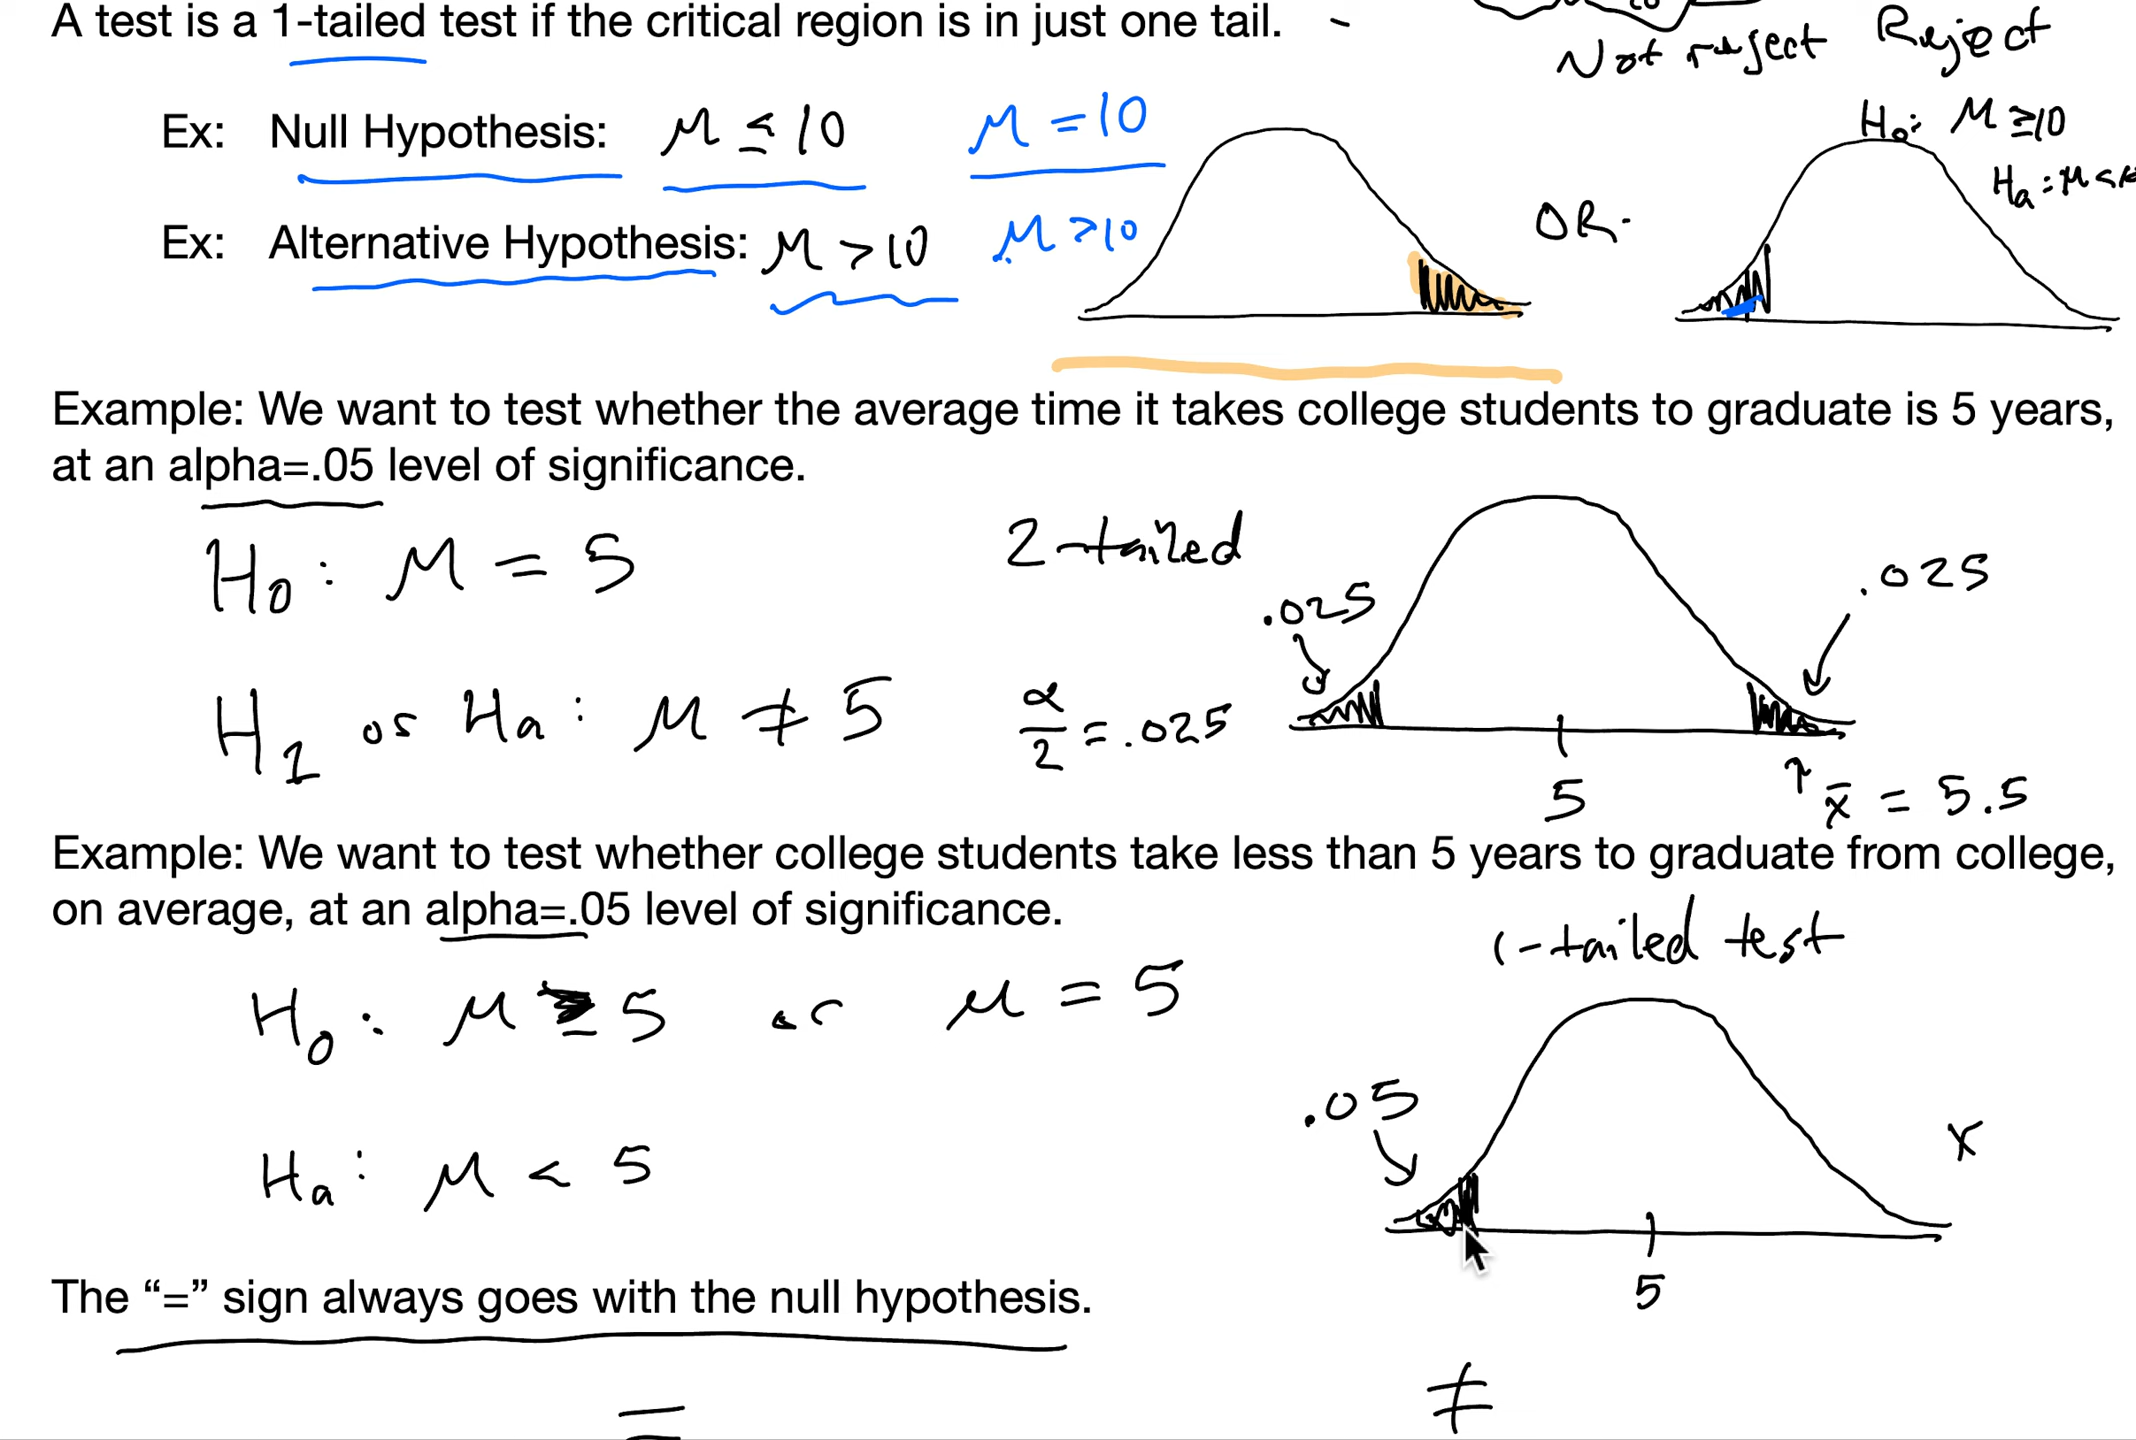 A test is a 1-tailed test if the critical region is in just one tail.
Not reject Reject
Ex: Null Hypothesis: μ ≤ 10 μ = 10
H₀: μ ≥ 10
Hₐ: μ <
Ex: Alternative Hypothesis: μ > 10 μ > 10
OR
Example: We want to test whether the average time it takes college students to graduate is 5 years,
at an alpha=.05 level of significance.
H₀: μ = 5
2-tailed
.025
.025
H₁ or Hₐ: μ ≠ 5
α/2 = .025
5
x̄ = 5.5
Example: We want to test whether college students take less than 5 years to graduate from college,
on average, at an alpha=.05 level of significance.
1-tailed test
H₀: μ ≥ 5 or μ = 5
.05
x
Hₐ: μ < 5
5
The “=” sign always goes with the null hypothesis.
= ≠